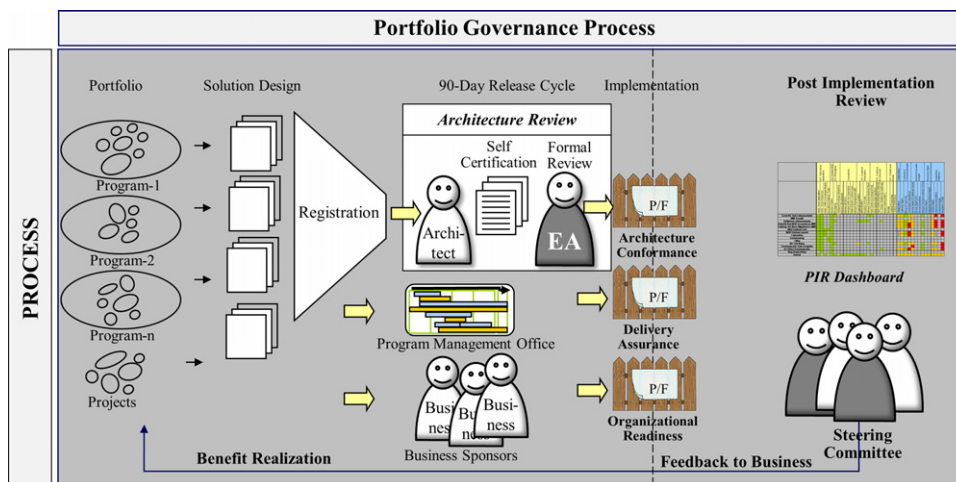 Portfolio Governance Process
PROCESS
Portfolio
Solution Design
90-Day Release Cycle
Implementation
Post Implementation
Review
Program-1
Program-2
Program-n
Projects
Registration
Architecture Review
Self
Certification
Formal
Review
Archi-
tect
EA
P/F
Architecture
Conformance
Program Management Office
P/F
Delivery
Assurance
Busi-
ness
Busi-
ness
Busi-
ness
Business Sponsors
P/F
Organizational
Readiness
PIR Dashboard
Steering
Committee
Benefit Realization
Feedback to Business